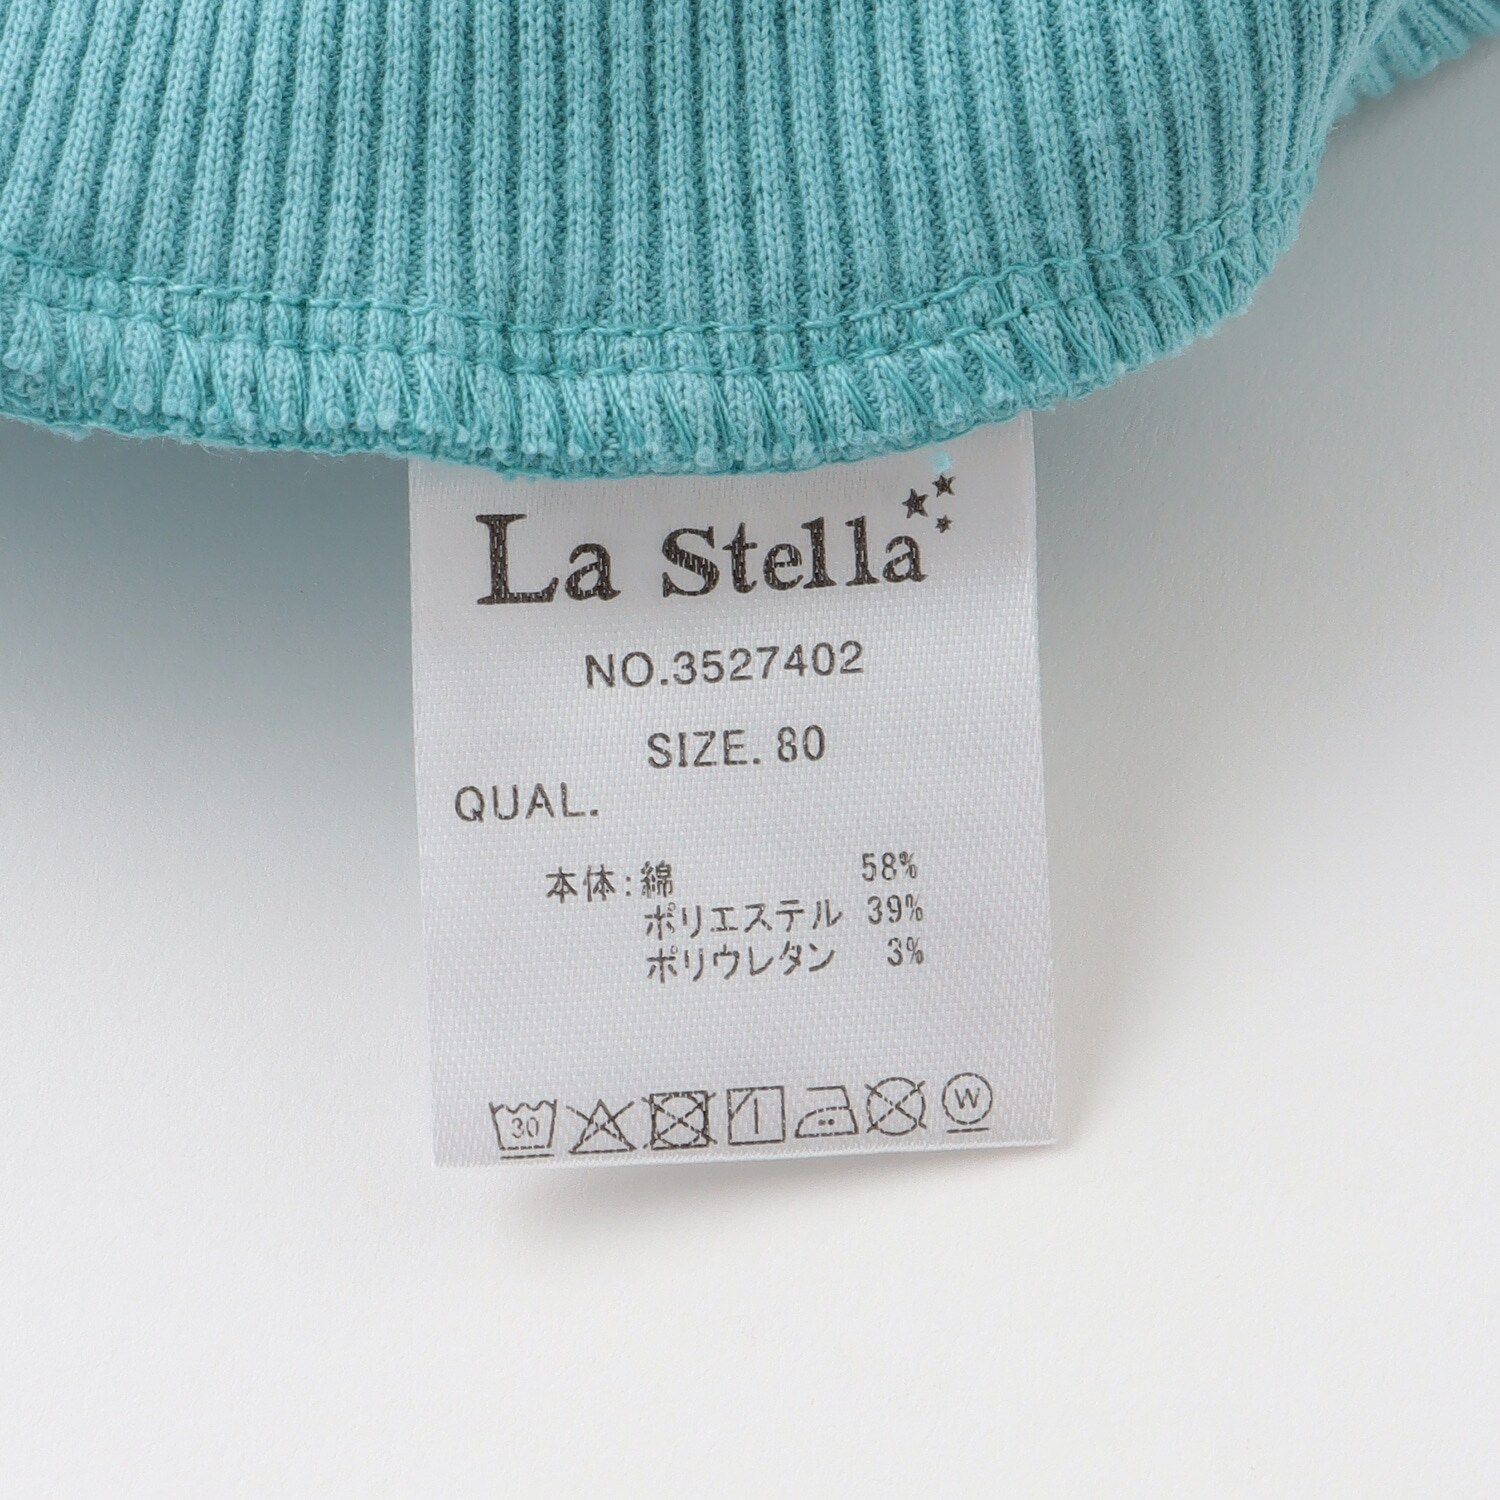 La Stella
NO.3527402
SIZE. 80
QUAL.
本体:綿 58%
ポリエステル 39%
ポリウレタン 3%
30 W